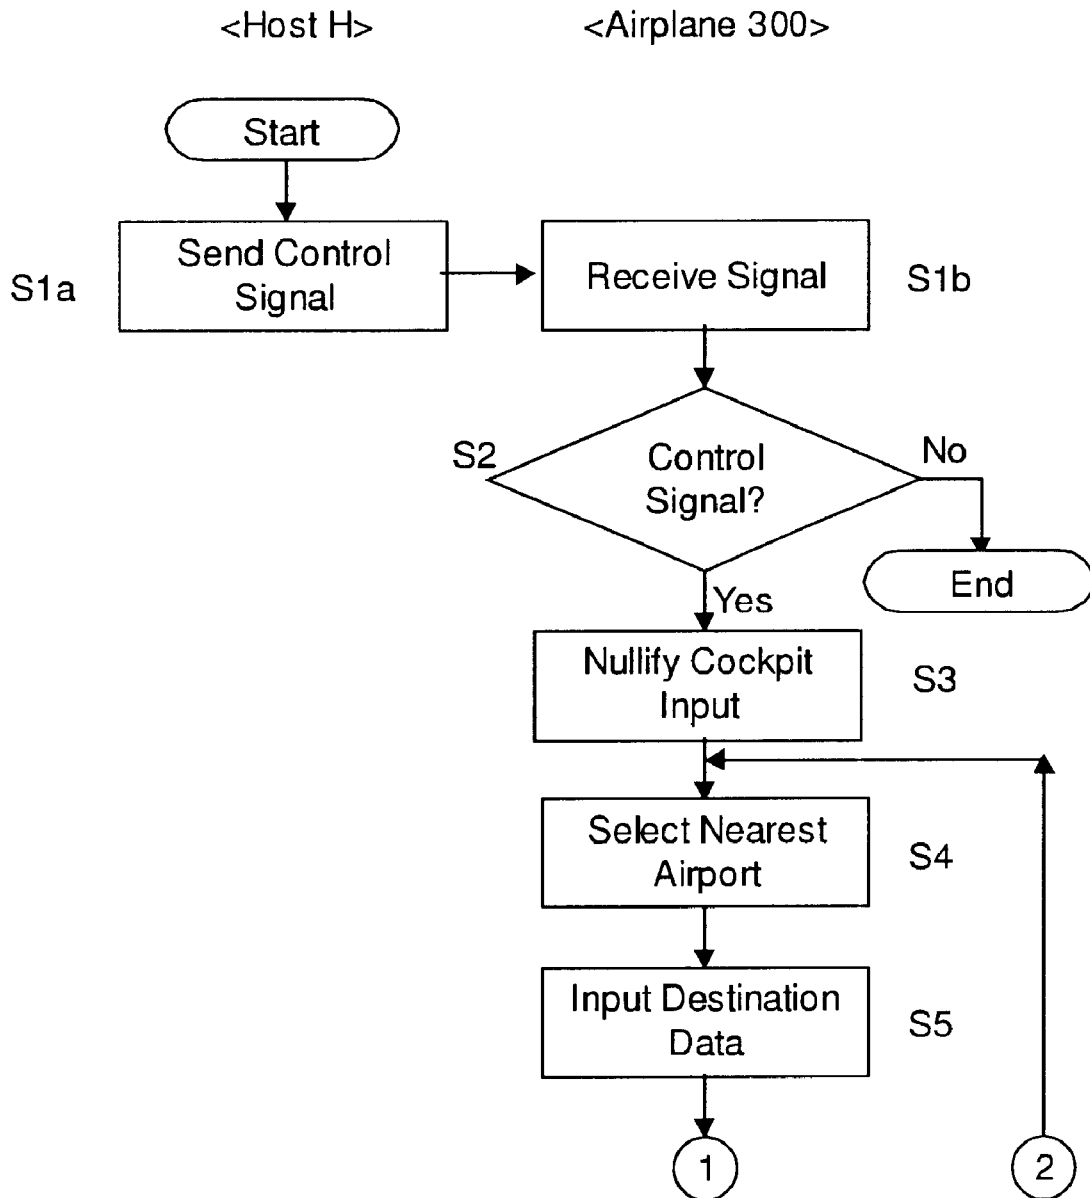 <Host H>
<Airplane 300>
Start
S1a
Send Control
Signal
Receive Signal
S1b
S2
Control
Signal?
No
End
Yes
Nullify Cockpit
Input
S3
Select Nearest
Airport
S4
Input Destination
Data
S5
1
2